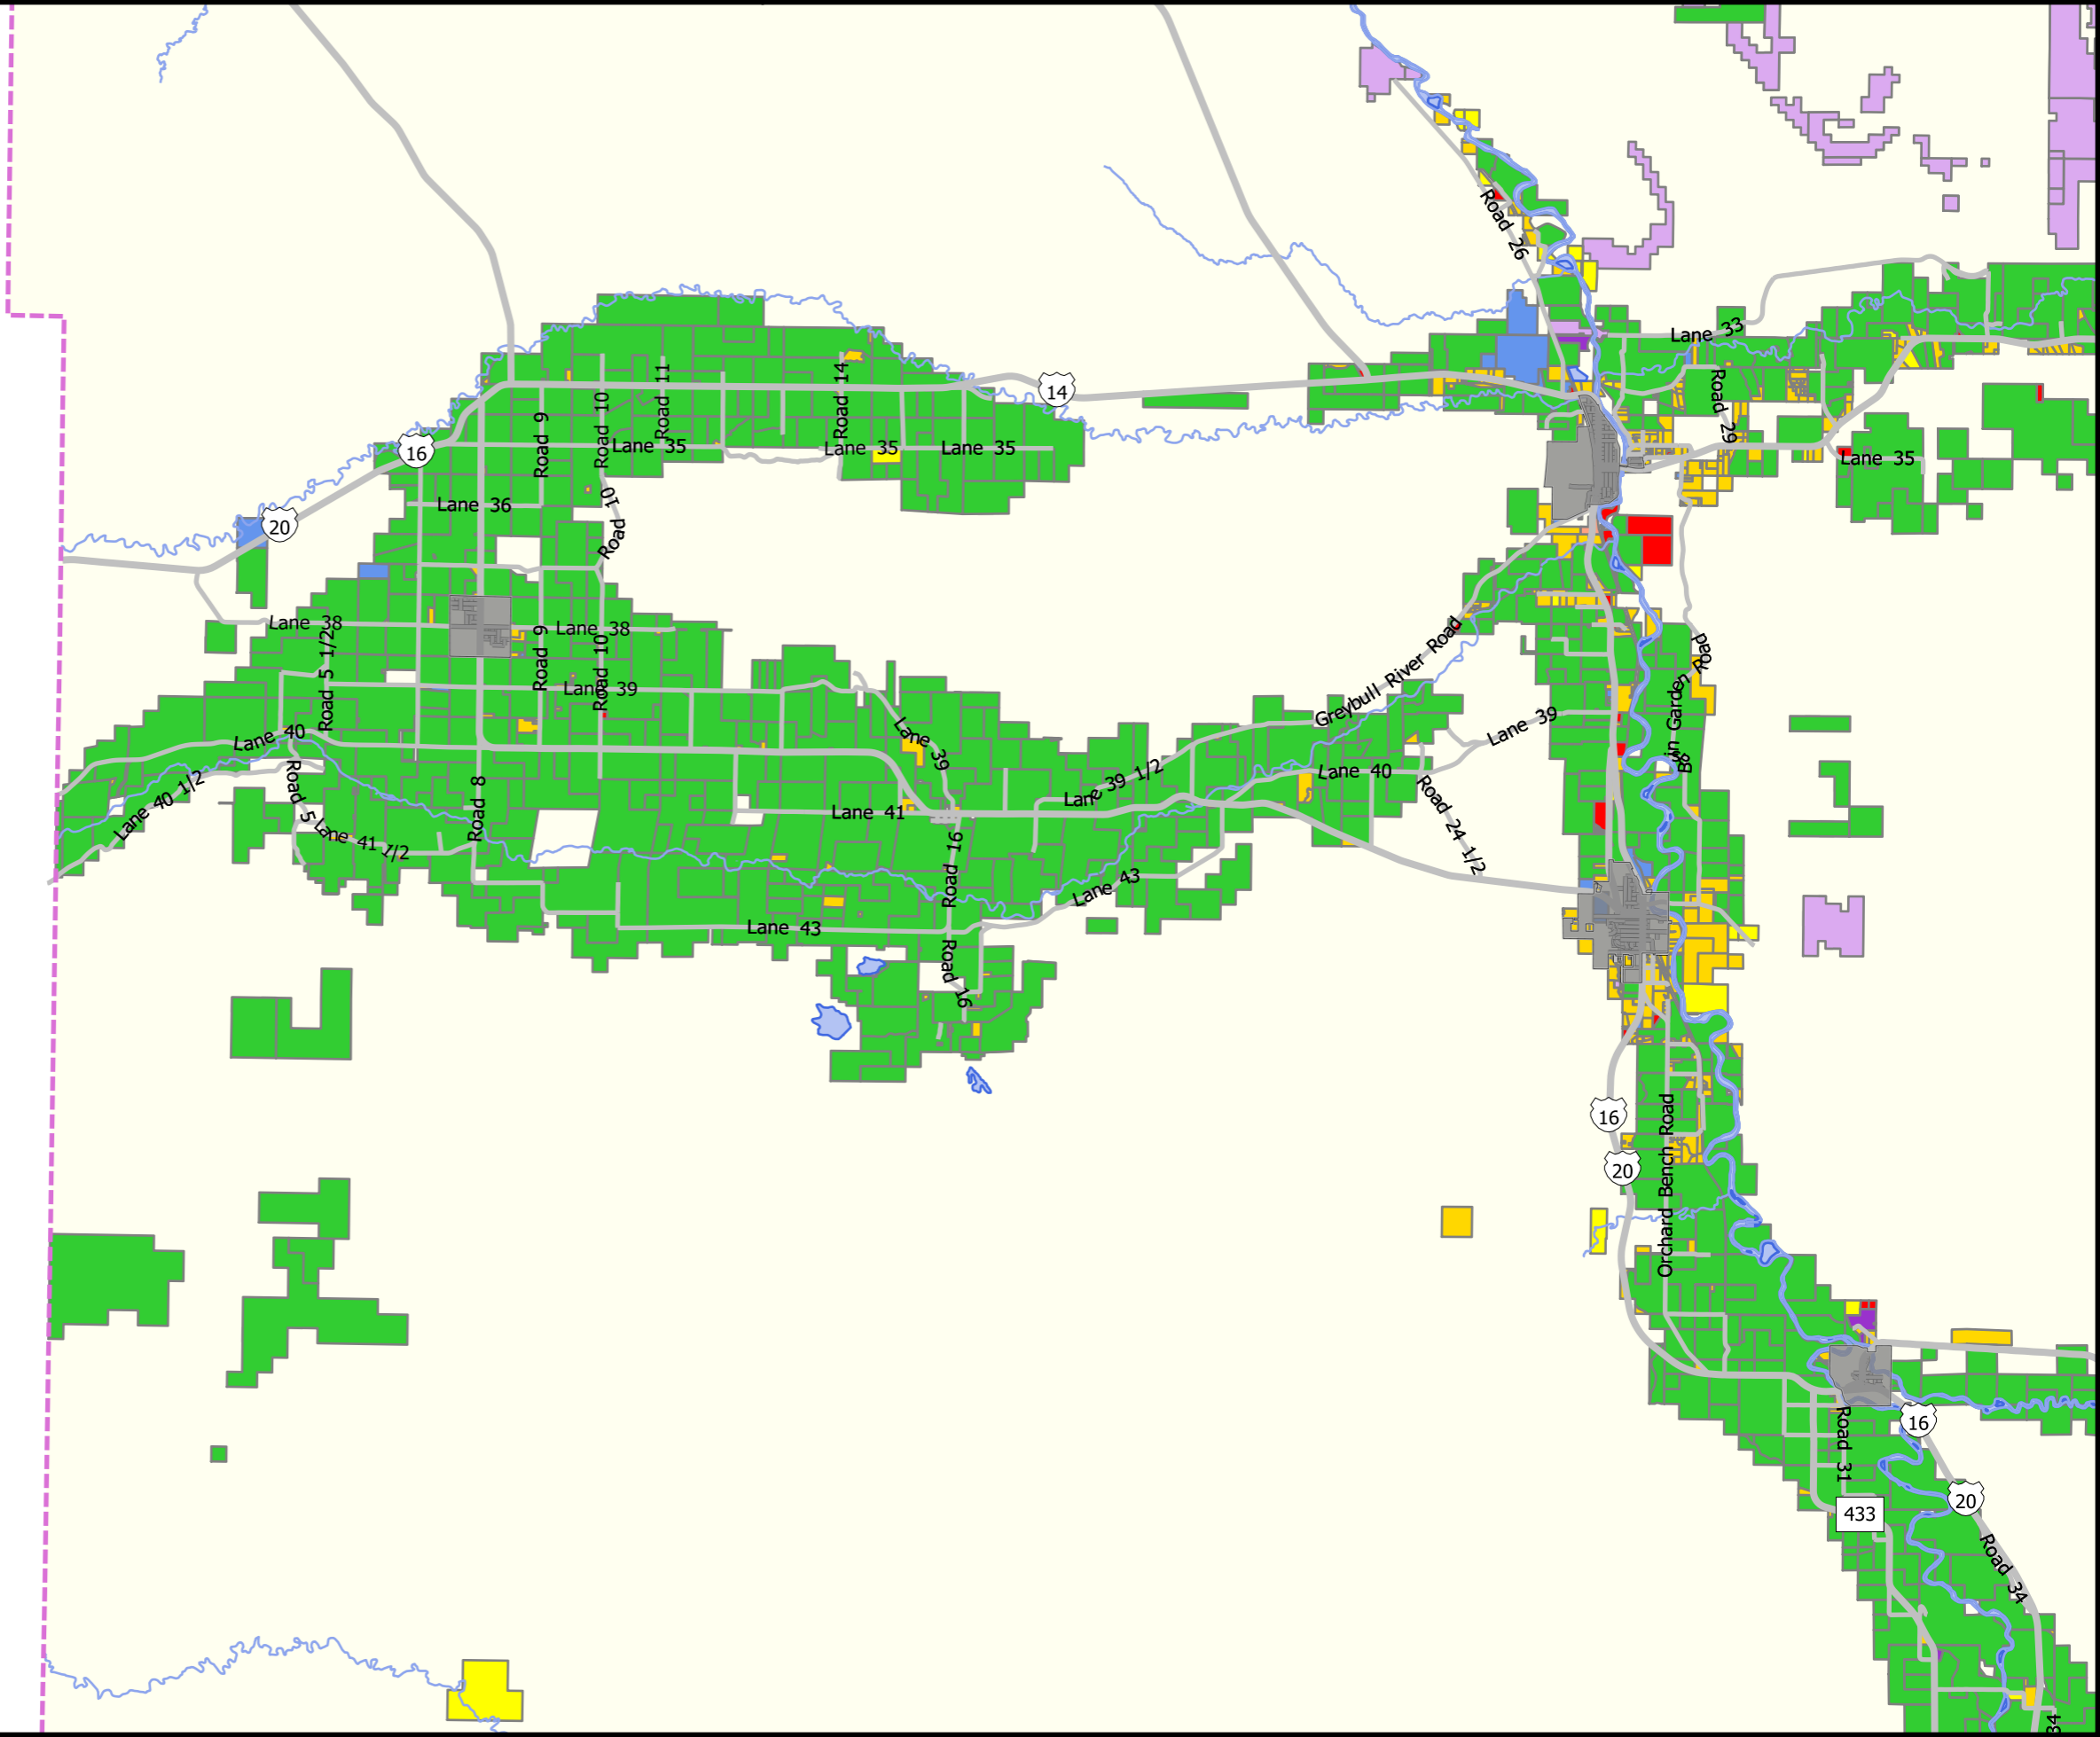 Road 26
Lane 33
14
Road 9
Road 10
Road 11
Road 14
Road 29
16
Lane 35
Lane 35
Lane 35
Lane 35
Lane 36
20
Road 10
Lane 38
Road 5 1/2
Road 9
Lane 38
Road 10
Lane 39
Greybull River Road
Bin Garden Road
Lane 39
Lane 39
Lane 40
Lane 40 1/2
Road 5
Lane 41 1/2
Road 8
Lane 41
Lane 39 1/2
Lane 40
Road 24 1/2
Road 16
Lane 43
Lane 43
Road 16
16
20
Orchard Bench Road
16
Road 31
433
20
Road 34
34